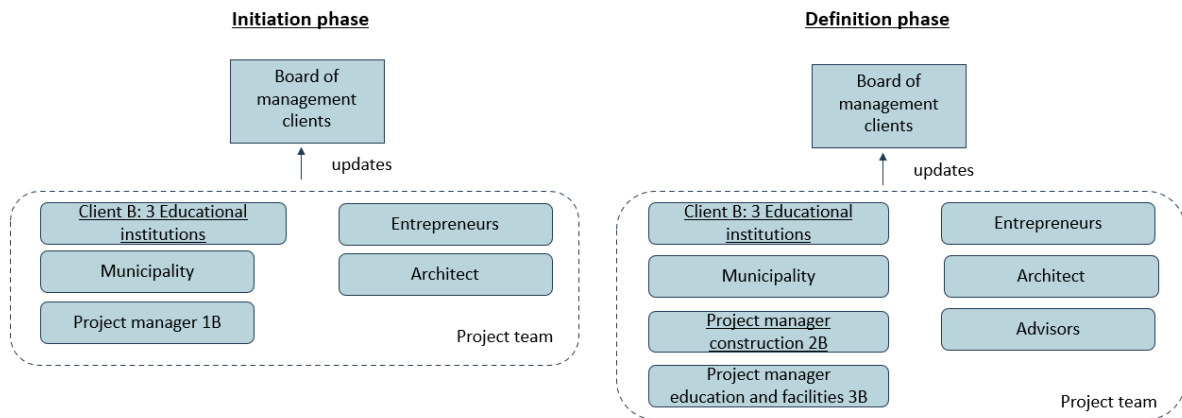 Initiation phase
Board of
management
clients
updates
Client B: 3 Educational
institutions
Municipality
Project manager 1B
Entrepreneurs
Architect
Project team
Definition phase
Board of
management
clients
updates
Client B: 3 Educational
institutions
Municipality
Project manager
construction 2B
Project manager
education and facilities 3B
Entrepreneurs
Architect
Advisors
Project team